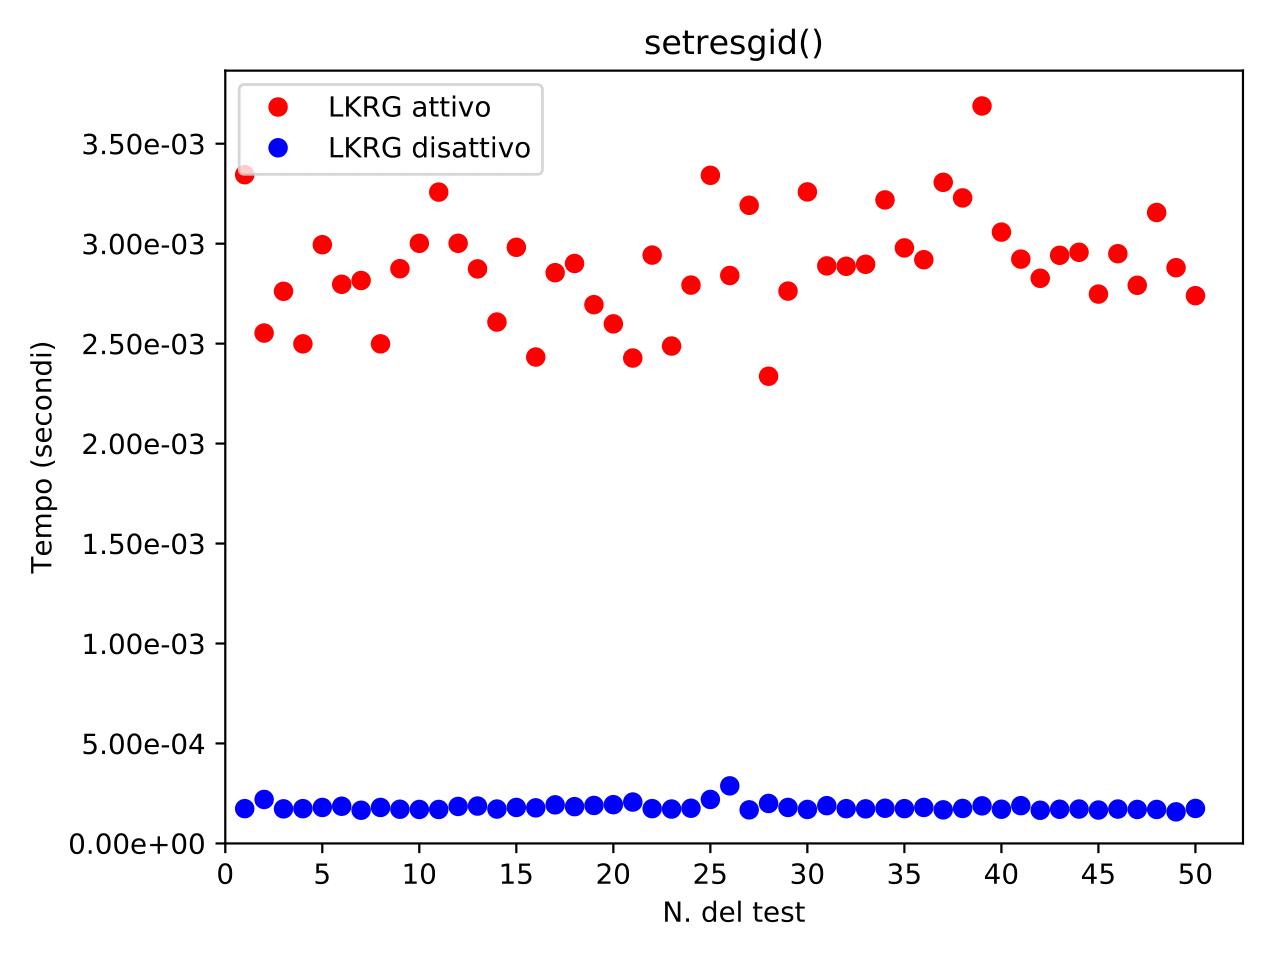 setresgid()
LKRG attivo
LKRG disattivo
3.50e-03
3.00e-03
2.50e-03
2.00e-03
1.50e-03
1.00e-03
5.00e-04
0.00e+00
Tempo (secondi)
0 5 10 15 20 25 30 35 40 45 50
N. del test